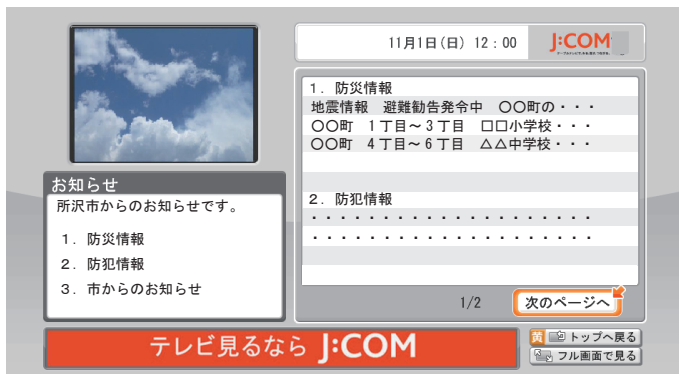 11月1日(日) 12:00
J:COM
1. 防災情報
地震情報 避難勧告発令中 〇〇町の・・・
〇〇町 1丁目～3丁目 □□小学校・・・
〇〇町 4丁目～6丁目 △△中学校・・・
2. 防犯情報
・・・・・・・・・・・・・・・・・・・・
・・・・・・・・・・・・・・・・・・・・
お知らせ
所沢市からのお知らせです。
1. 防災情報
2. 防犯情報
3. 市からのお知らせ
1/2
次のページへ
テレビ見るなら J:COM
黄 トップへ戻る
フル画面で見る